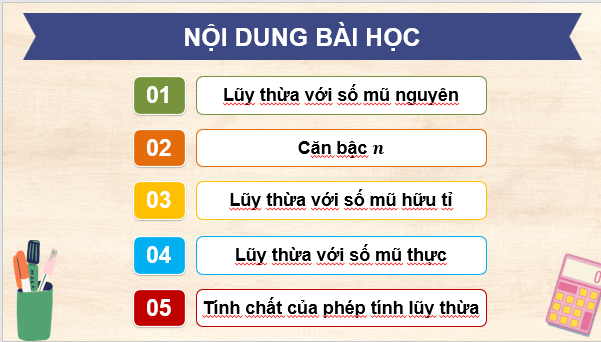 NỘI DUNG BÀI HỌC
01 Lũy thừa với số mũ nguyên
02 Căn bậc n
03 Lũy thừa với số mũ hữu tỉ
04 Lũy thừa với số mũ thực
05 Tính chất của phép tính lũy thừa
0